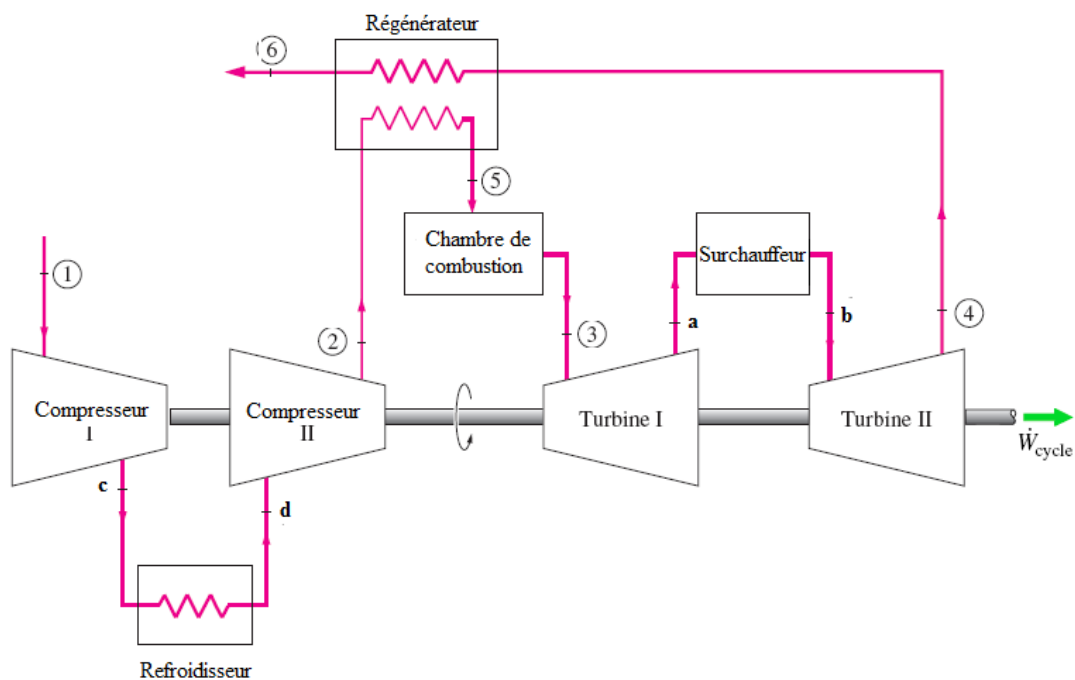 Régénérateur
6
5
Chambre de
combustion
Surchauffeur
1
2
3
a
b
4
Compresseur
I
Compresseur
II
Turbine I
Turbine II
Ẇcycle
c
d
Refroidisseur